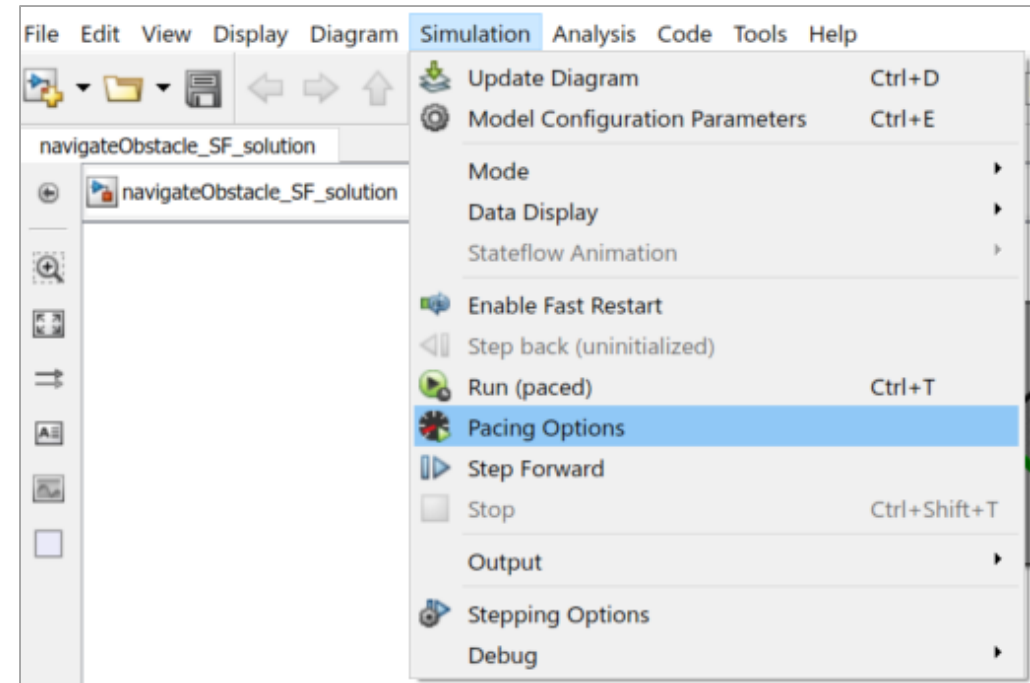 File Edit View Display Diagram Simulation Analysis Code Tools Help
Update Diagram Ctrl+D
Model Configuration Parameters Ctrl+E
navigateObstacle_SF_solution
Mode
navigateObstacle_SF_solution
Data Display
Stateflow Animation
Enable Fast Restart
Step back (uninitialized)
Run (paced) Ctrl+T
Pacing Options
Step Forward
Stop Ctrl+Shift+T
Output
Stepping Options
Debug